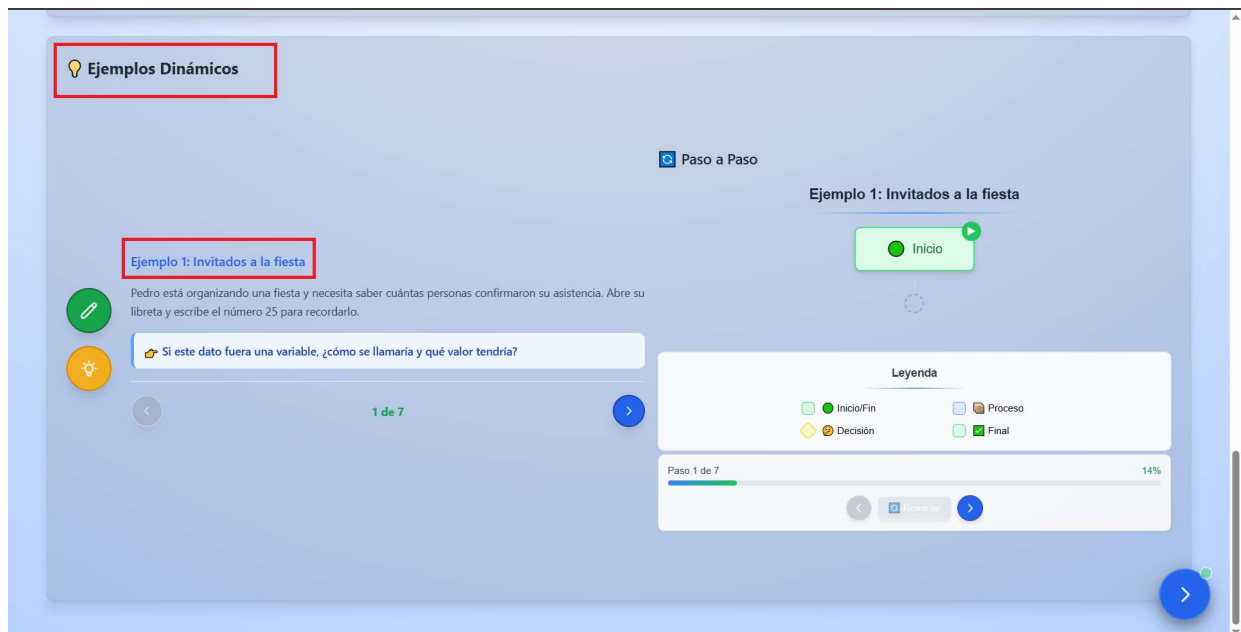 Ejemplos Dinámicos
Ejemplo 1: Invitados a la fiesta
Pedro está organizando una fiesta y necesita saber cuántas personas confirmaron su asistencia. Abre su
libreta y escribe el número 25 para recordarlo.
👉 Si este dato fuera una variable, ¿cómo se llamaría y qué valor tendría?
1 de 7
Paso a Paso
Ejemplo 1: Invitados a la fiesta
Inicio
Leyenda
Inicio/Fin
Proceso
Decisión
Final
Paso 1 de 7
14%
Reiniciar